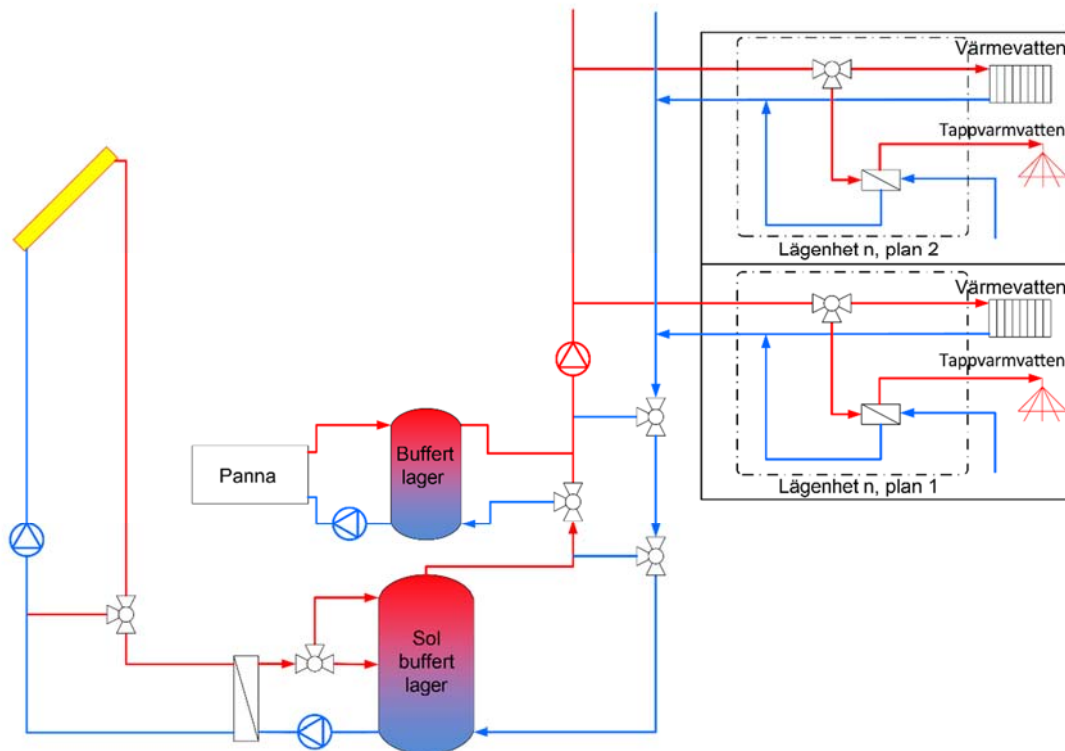 Värmevatten
Tappvarmvatten
Lägenhet n, plan 2
Värmevatten
Tappvarmvatten
Lägenhet n, plan 1
Panna
Buffert
lager
Sol
buffert
lager